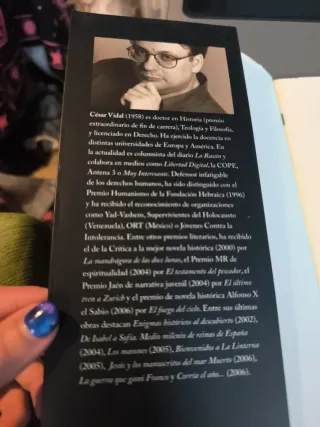 César Vidal (1958) es doctor en Historia (premio
extraordinario de fin de carrera), Teología y Filosofía,
y licenciado en Derecho. Ha ejercido la docencia en
distintas universidades de Europa y América. En
la actualidad es columnista del diario La Razón y
colabora en medios como Libertad Digital, la COPE,
Antena 3 o Muy Interesante. Defensor infatigable
de los derechos humanos, ha sido distinguido con el
Premio Humanismo de la Fundación Hebraica (1996)
y ha recibido el reconocimiento de organizaciones
como Yad-Vashem, Supervivientes del Holocausto
(Venezuela), ORT (México) o Jóvenes Contra la
Intolerancia. Entre otros premios literarios, ha recibido
el de la Crítica a la mejor novela histórica (2000) por
La mandrágora de las doce lunas, el Premio MR de
espiritualidad (2004) por El testamento del pescador, el
Premio Jaén de narrativa juvenil (2004) por El último
tren a Zurich y el premio de novela histórica Alfonso X
el Sabio (2006) por El fuego del cielo. Entre sus últimas
obras destacan Enigmas históricos al descubierto (2002),
De Isabel a Sofía. Medio milenio de reinas de España
(2004), Los masones (2005), Bienvenidos a La Linterna
(2005), Jesús y los manuscritos del mar Muerto (2006),
La guerra que ganó Franco y Corría el año... (2006).